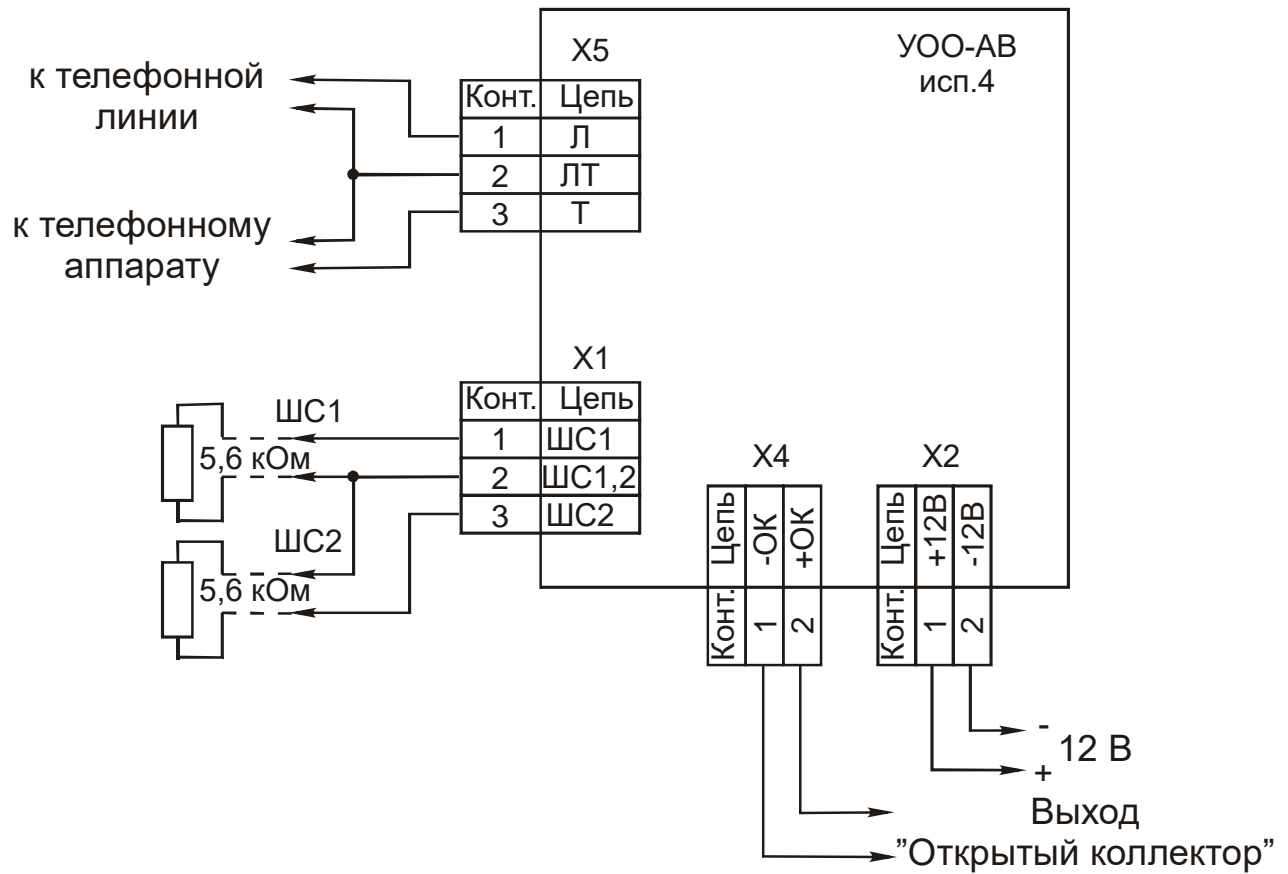 УОО-АВ
исп.4
к телефонной
линии
к телефонному
аппарату
X5
Конт. Цепь
1 Л
2 ЛТ
3 Т
X1
Конт. Цепь
1 ШС1
2 ШС1,2
3 ШС2
ШС1
5,6 кОм
ШС2
5,6 кОм
X4
Цепь -ОК +ОК
Конт. 1 2
X2
Цепь +12В -12В
Конт. 1 2
-
12 В
+
Выход
”Открытый коллектор”